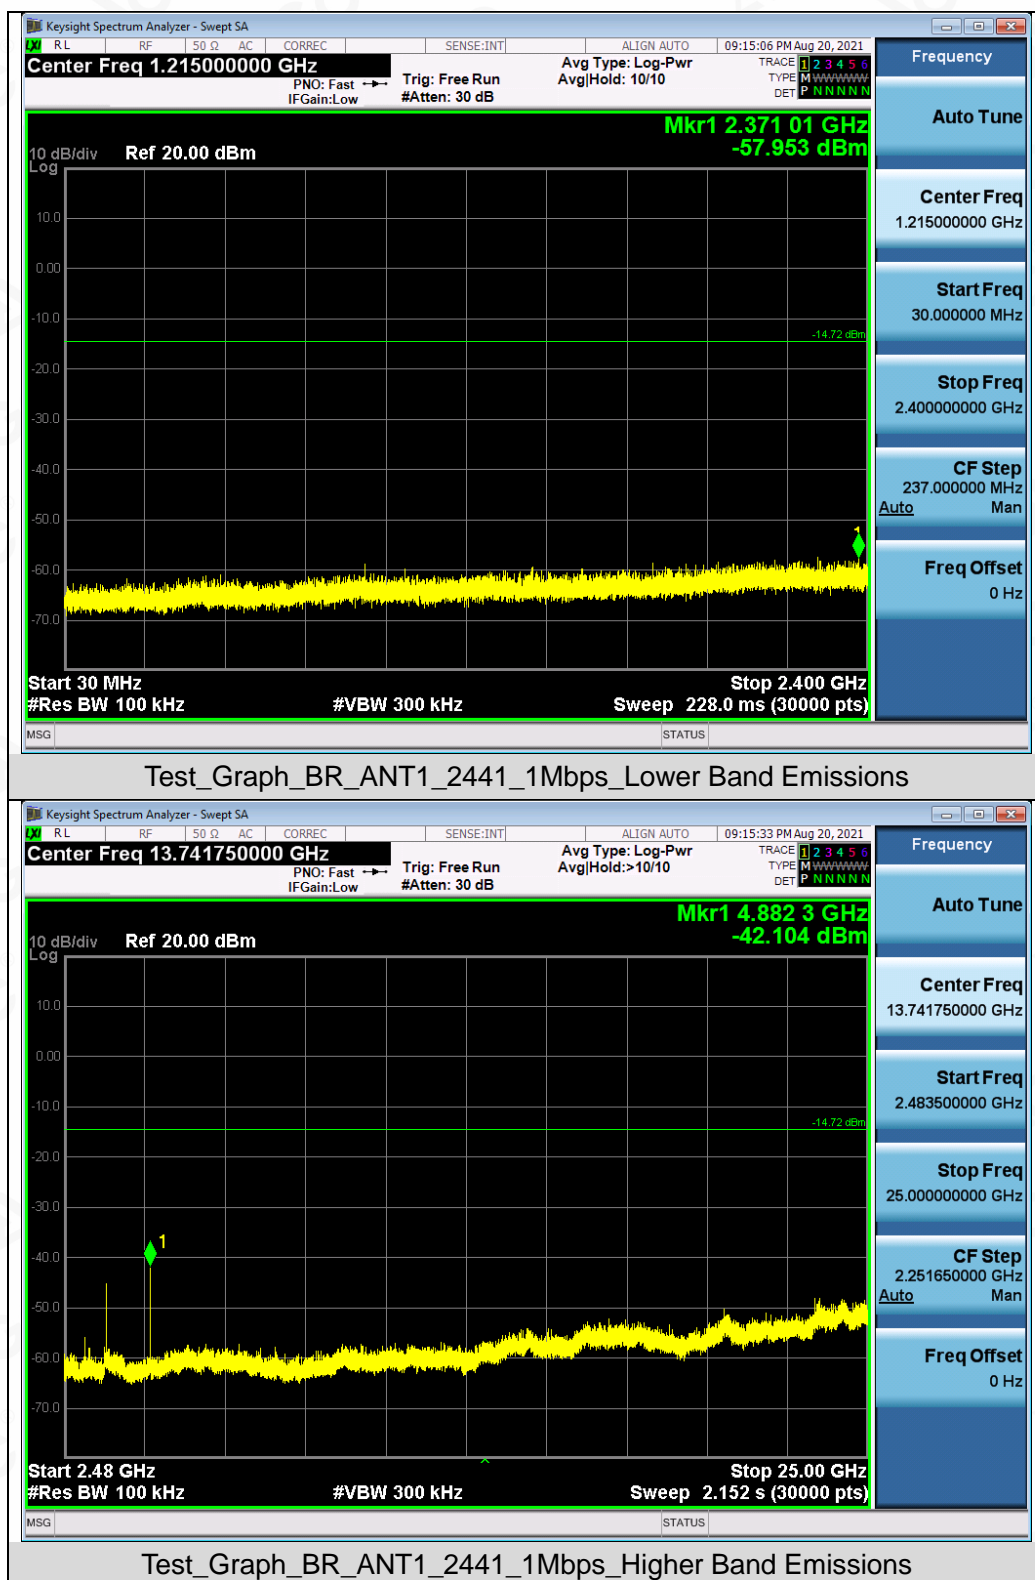 Keysight Spectrum Analyzer - Swept SA
LXI RL RF 50 Ω AC CORREC SENSE:INT ALIGN AUTO 09:15:06 PM Aug 20, 2021
Center Freq 1.215000000 GHz
PNO: Fast
IFGain:Low
Trig: Free Run
#Atten: 30 dB
Avg Type: Log-Pwr
Avg|Hold: 10/10
TRACE 1 2 3 4 5 6
TYPE M WWWWW
DET P N N N N N
Frequency
Auto Tune
Mkr1 2.371 01 GHz
-57.953 dBm
10 dB/div Ref 20.00 dBm
Log
10.0
0.00
-10.0
-14.72 dBm
-20.0
-30.0
-40.0
-50.0
1
-60.0
-70.0
Center Freq
1.215000000 GHz
Start Freq
30.000000 MHz
Stop Freq
2.400000000 GHz
CF Step
237.000000 MHz
Auto Man
Freq Offset
0 Hz
Start 30 MHz Stop 2.400 GHz
#Res BW 100 kHz #VBW 300 kHz Sweep 228.0 ms (30000 pts)
MSG STATUS
Test_Graph_BR_ANT1_2441_1Mbps_Lower Band Emissions
Keysight Spectrum Analyzer - Swept SA
LXI RL RF 50 Ω AC CORREC SENSE:INT ALIGN AUTO 09:15:33 PM Aug 20, 2021
Center Freq 13.741750000 GHz
PNO: Fast
IFGain:Low
Trig: Free Run
#Atten: 30 dB
Avg Type: Log-Pwr
Avg|Hold:>10/10
TRACE 1 2 3 4 5 6
TYPE M WWWWW
DET P N N N N N
Frequency
Auto Tune
Mkr1 4.882 3 GHz
-42.104 dBm
10 dB/div Ref 20.00 dBm
Log
10.0
0.00
-10.0
-14.72 dBm
-20.0
-30.0
1
-40.0
-50.0
-60.0
-70.0
Center Freq
13.741750000 GHz
Start Freq
2.483500000 GHz
Stop Freq
25.000000000 GHz
CF Step
2.251650000 GHz
Auto Man
Freq Offset
0 Hz
Start 2.48 GHz Stop 25.00 GHz
#Res BW 100 kHz #VBW 300 kHz Sweep 2.152 s (30000 pts)
MSG STATUS
Test_Graph_BR_ANT1_2441_1Mbps_Higher Band Emissions